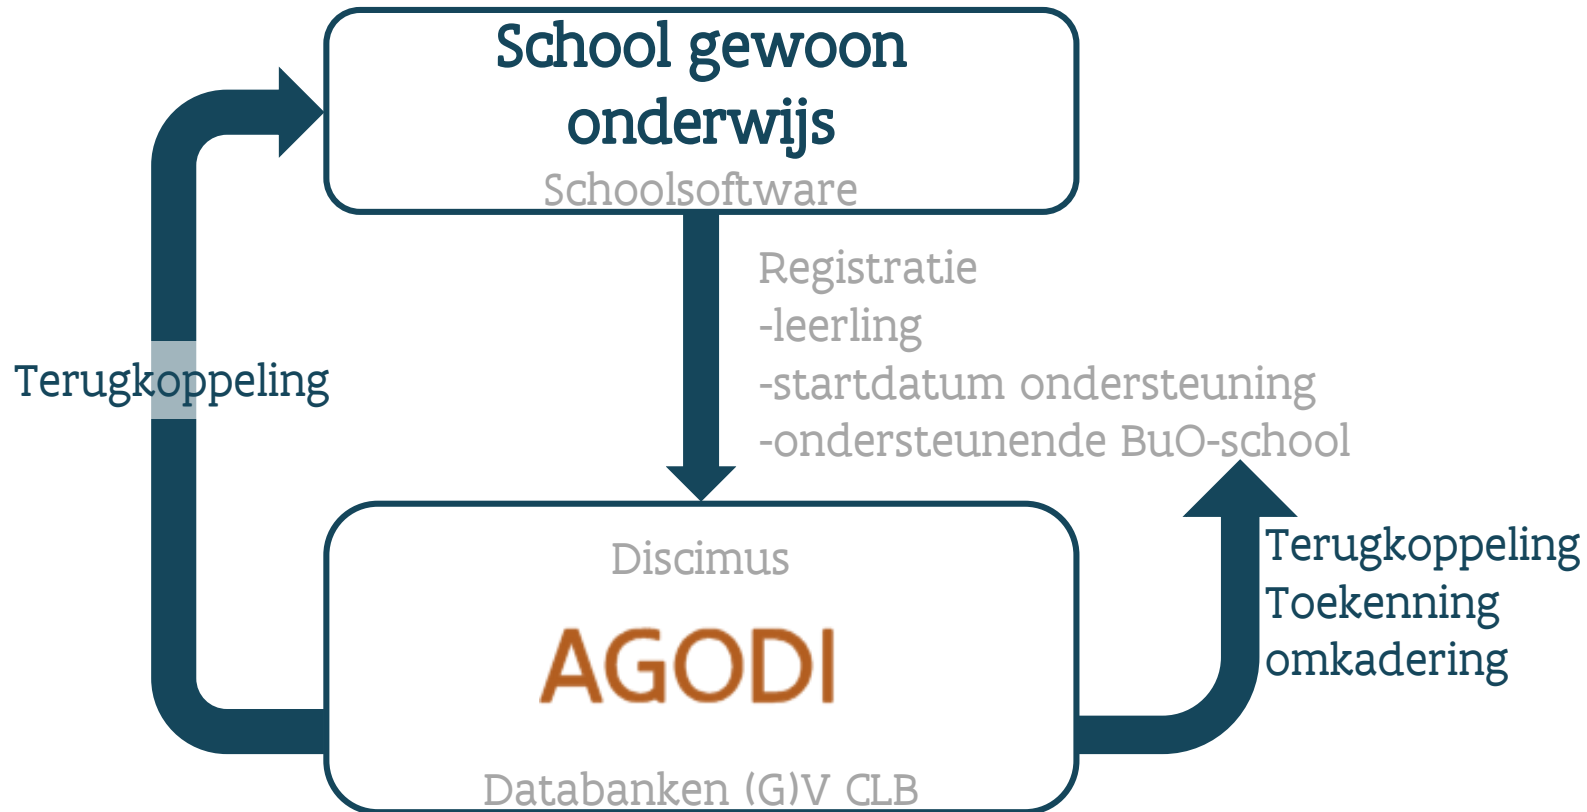 School gewoon
onderwijs
Schoolsoftware
Registratie
-leerling
-startdatum ondersteuning
-ondersteunende BuO-school
Terugkoppeling
Discimus
AGODI
Databanken (G)V CLB
Terugkoppeling
Toekenning
omkadering